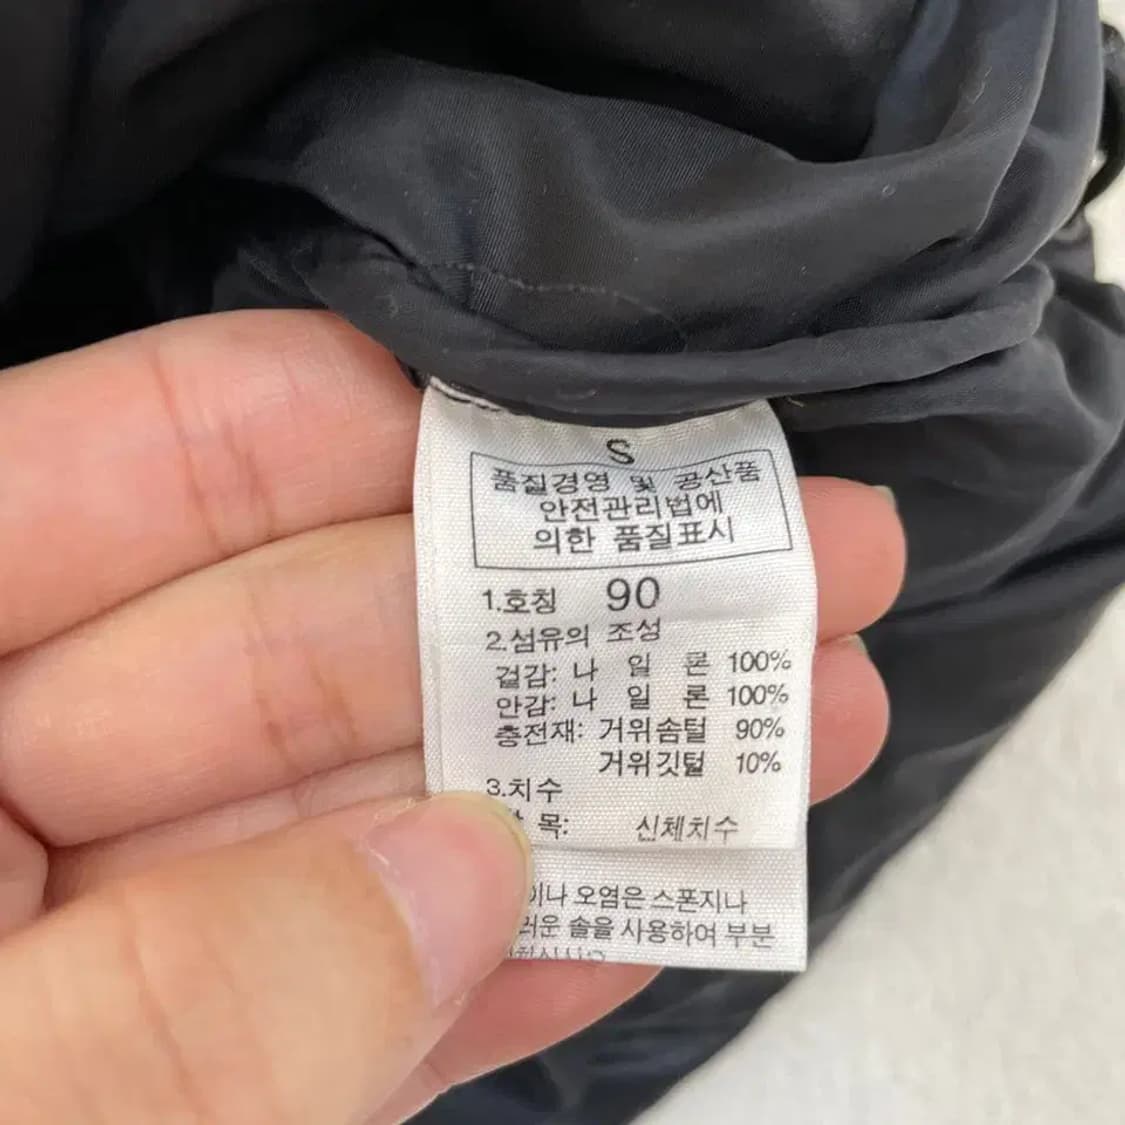 S
품질경영 및 공산품
안전관리법에
의한 품질표시
1.호칭 90
2.섬유의 조성
겉감: 나 일 론 100%
안감: 나 일 론 100%
충전재: 거위솜털 90%
거위깃털 10%
3.치수
목: 신체치수
오염은 스폰지나
솔을 사용하여 부분